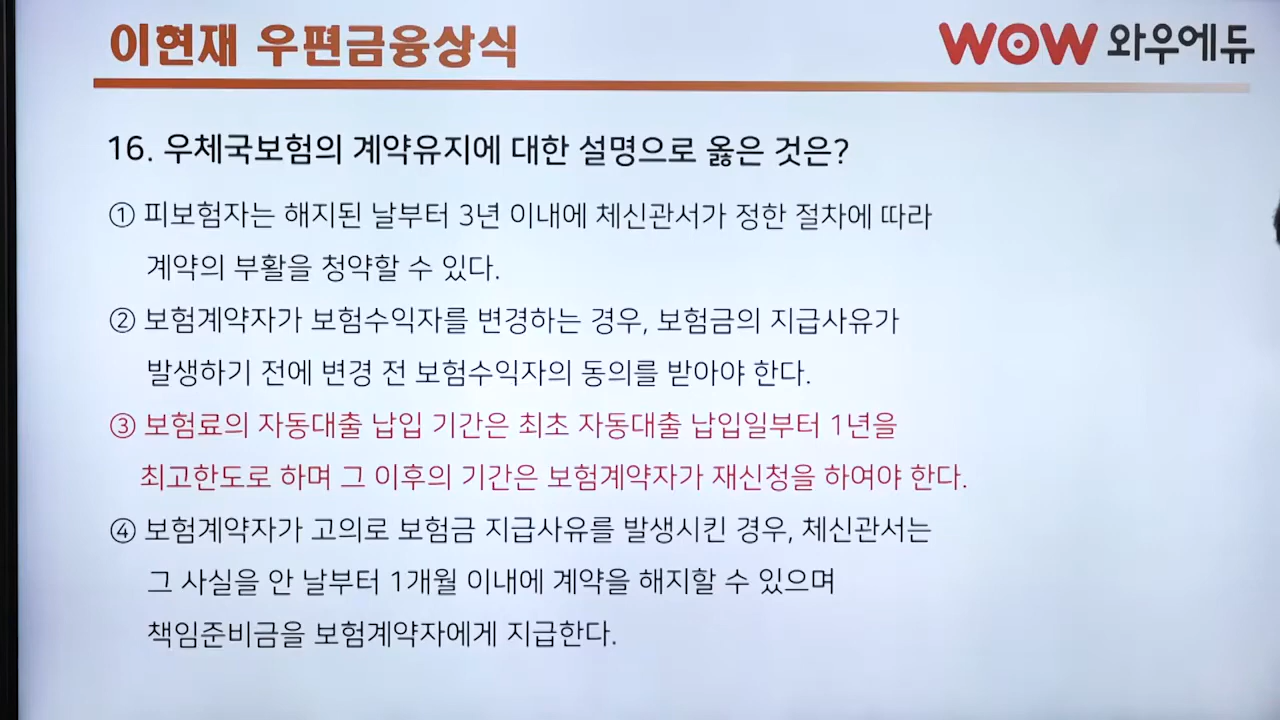 이현재 우편금융상식
WOW 와우에듀
16. 우체국보험의 계약유지에 대한 설명으로 옳은 것은?
① 피보험자는 해지된 날부터 3년 이내에 체신관서가 정한 절차에 따라
계약의 부활을 청약할 수 있다.
② 보험계약자가 보험수익자를 변경하는 경우, 보험금의 지급사유가
발생하기 전에 변경 전 보험수익자의 동의를 받아야 한다.
③ 보험료의 자동대출 납입 기간은 최초 자동대출 납입일부터 1년을
최고한도로 하며 그 이후의 기간은 보험계약자가 재신청을 하여야 한다.
④ 보험계약자가 고의로 보험금 지급사유를 발생시킨 경우, 체신관서는
그 사실을 안 날부터 1개월 이내에 계약을 해지할 수 있으며
책임준비금을 보험계약자에게 지급한다.